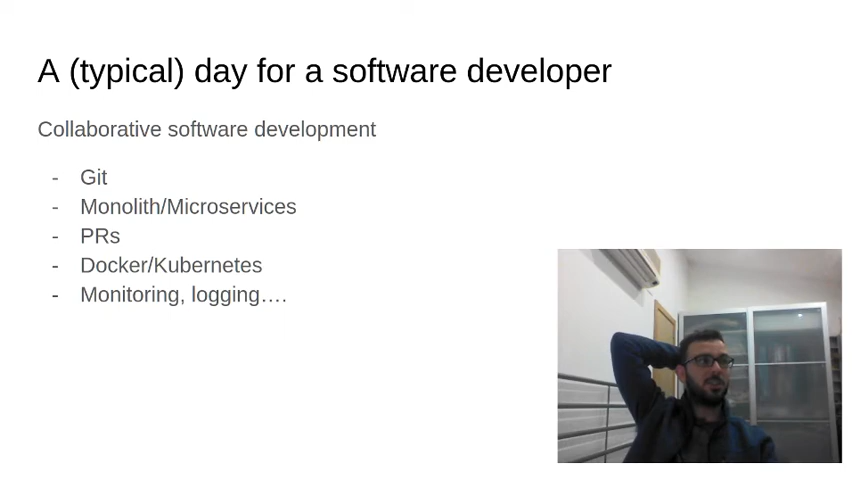 A (typical) day for a software developer
Collaborative software development
- Git
- Monolith/Microservices
- PRs
- Docker/Kubernetes
- Monitoring, logging….